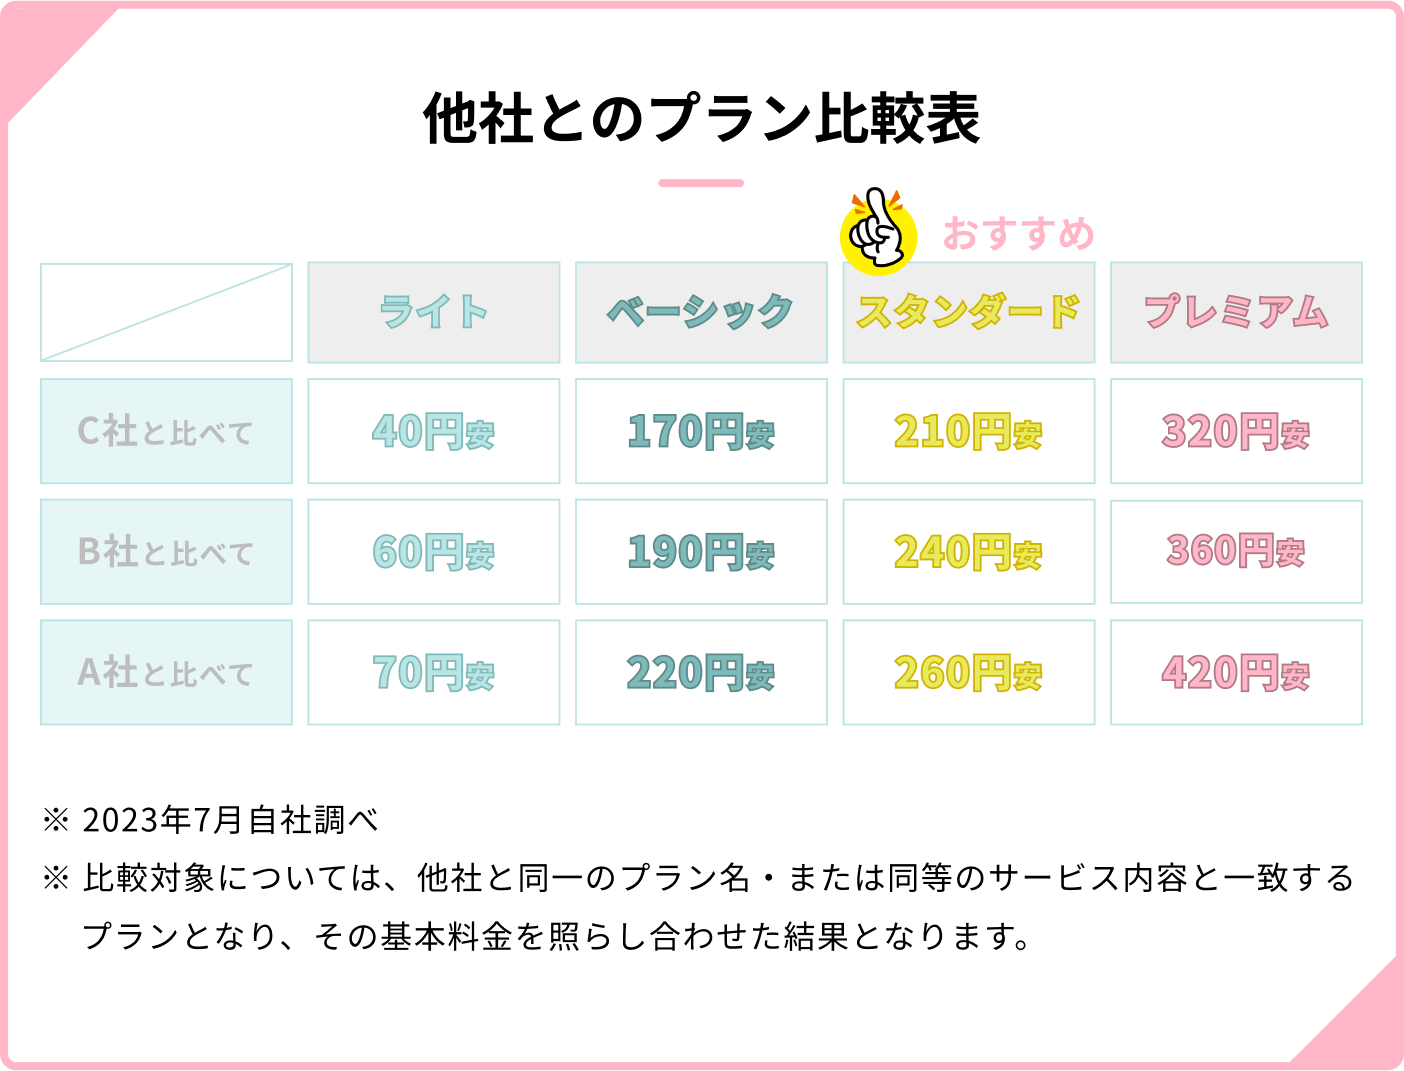 他社とのプラン比較表
おすすめ
ライト ベーシック スタンダード プレミアム
C社と比べて 40円安 170円安 210円安 320円安
B社と比べて 60円安 190円安 240円安 360円安
A社と比べて 70円安 220円安 260円安 420円安
※ 2023年7月自社調べ
※ 比較対象については、他社と同一のプラン名・または同等のサービス内容と一致する
プランとなり、その基本料金を照らし合わせた結果となります。